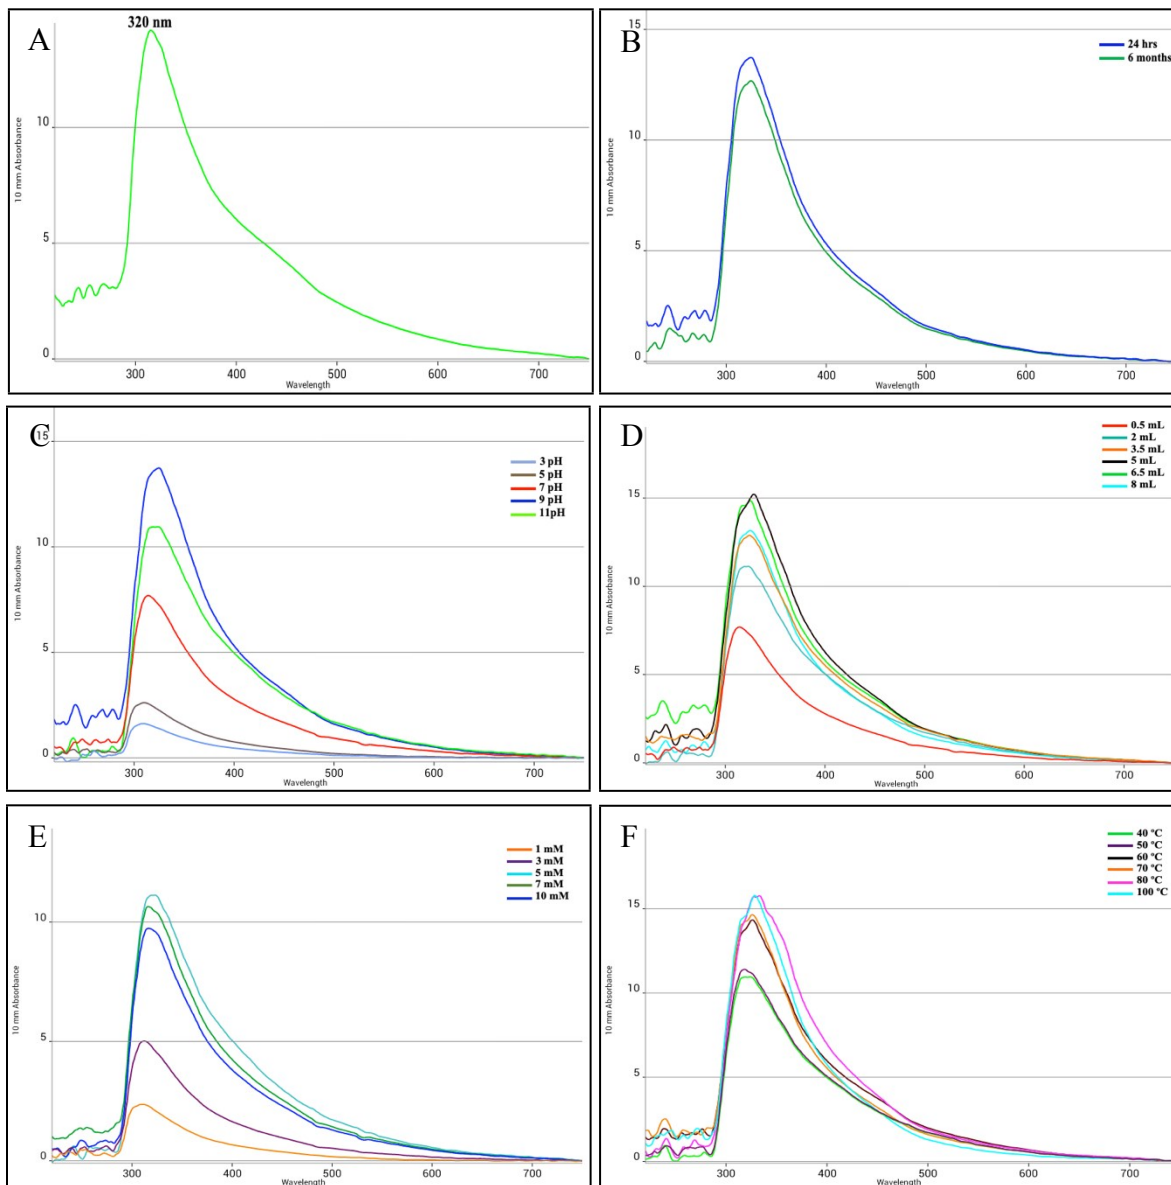 A
320 nm
10 mm Absorbance
10
5
0
300
400
500
600
700
Wavelength
B
24 hrs
6 months
10 mm Absorbance
15
10
5
0
300
400
500
600
700
Wavelength
C
3 pH
5 pH
7 pH
9 pH
11pH
10 mm Absorbance
15
10
5
0
300
400
500
600
700
Wavelength
D
0.5 mL
2 mL
3.5 mL
5 mL
6.5 mL
8 mL
10 mm Absorbance
15
10
5
0
300
400
500
600
700
Wavelength
E
1 mM
3 mM
5 mM
7 mM
10 mM
10 mm Absorbance
10
5
0
300
400
500
600
700
Wavelength
F
40 °C
50 °C
60 °C
70 °C
80 °C
100 °C
10 mm Absorbance
15
10
5
0
300
400
500
600
700
Wavelength